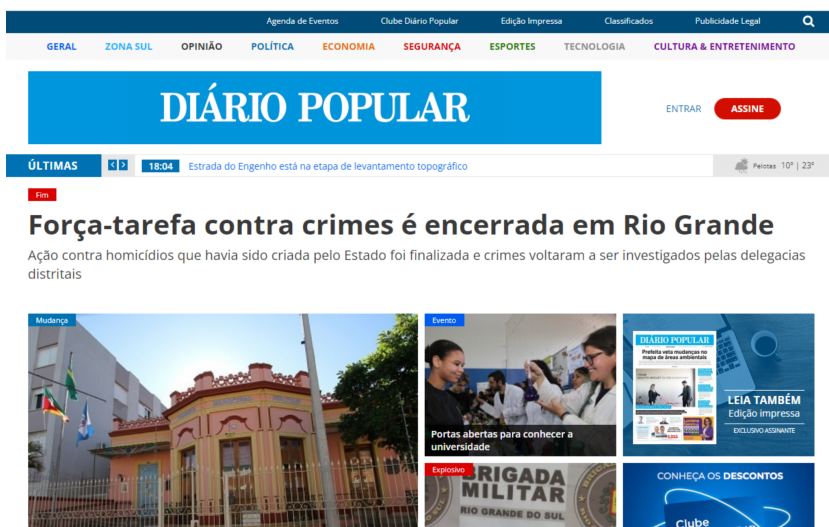 Agenda de Eventos Clube Diário Popular Edição Impressa Classificados Publicidade Legal
GERAL ZONA SUL OPINIÃO POLÍTICA ECONOMIA SEGURANÇA ESPORTES TECNOLOGIA CULTURA & ENTRETENIMENTO
DIÁRIO POPULAR
ENTRAR ASSINE
ÚLTIMAS 18:04 Estrada do Engenho está na etapa de levantamento topográfico Pelotas 10° | 23°
Fim
Força-tarefa contra crimes é encerrada em Rio Grande
Ação contra homicídios que havia sido criada pelo Estado foi finalizada e crimes voltaram a ser investigados pelas delegacias
distritais
Mudança
Evento
Portas abertas para conhecer a
universidade
DIÁRIO POPULAR
Prefeita veta mudanças no
mapa de áreas ambientais
LEIA TAMBÉM
Edição impressa
EXCLUSIVO ASSINANTE
Explosivo
BRIGADA
MILITAR
RIO GRANDE DO SUL
CONHEÇA OS DESCONTOS
Clube